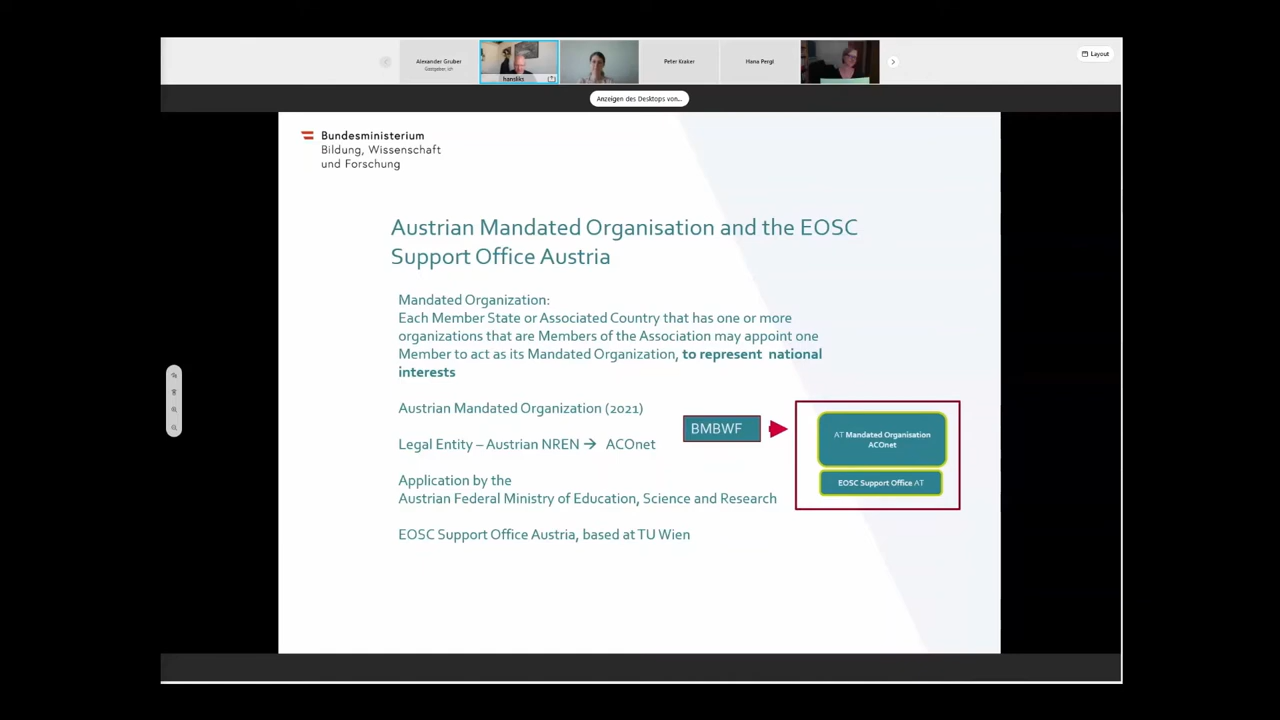 Alexander Gruber
Gastgeber, ich
hansliks
Peter Kraker
Hana Pergl
Layout
Anzeigen des Desktops von...
Bundesministerium
Bildung, Wissenschaft
und Forschung
Austrian Mandated Organisation and the EOSC
Support Office Austria
Mandated Organization:
Each Member State or Associated Country that has one or more
organizations that are Members of the Association may appoint one
Member to act as its Mandated Organization, to represent national
interests
Austrian Mandated Organization (2021)
Legal Entity – Austrian NREN → ACOnet
Application by the
Austrian Federal Ministry of Education, Science and Research
EOSC Support Office Austria, based at TU Wien
BMBWF
AT Mandated Organisation
ACOnet
EOSC Support Office AT